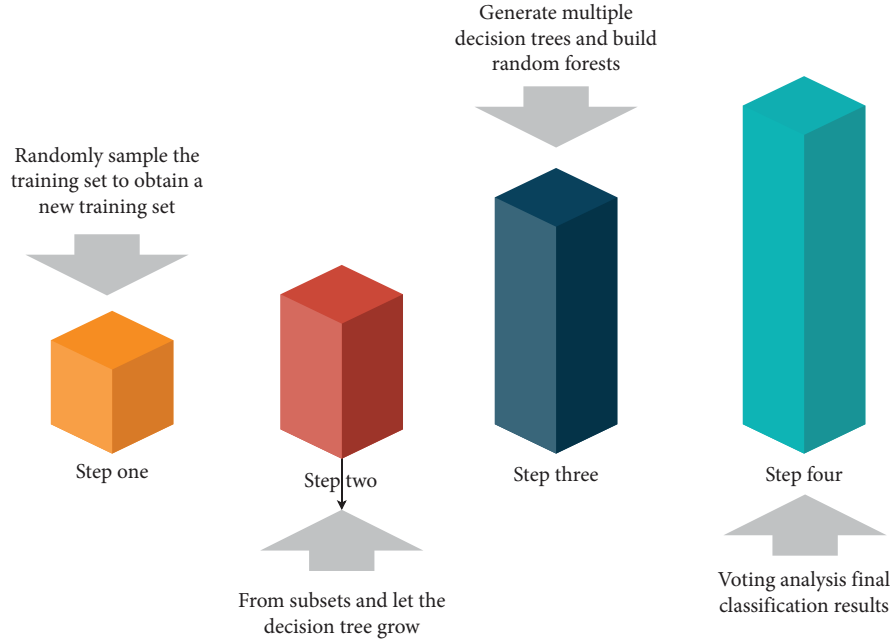 Generate multiple
decision trees and build
random forests
Randomly sample the
training set to obtain a
new training set
Step one
Step two
Step three
Step four
From subsets and let the
decision tree grow
Voting analysis final
classification results